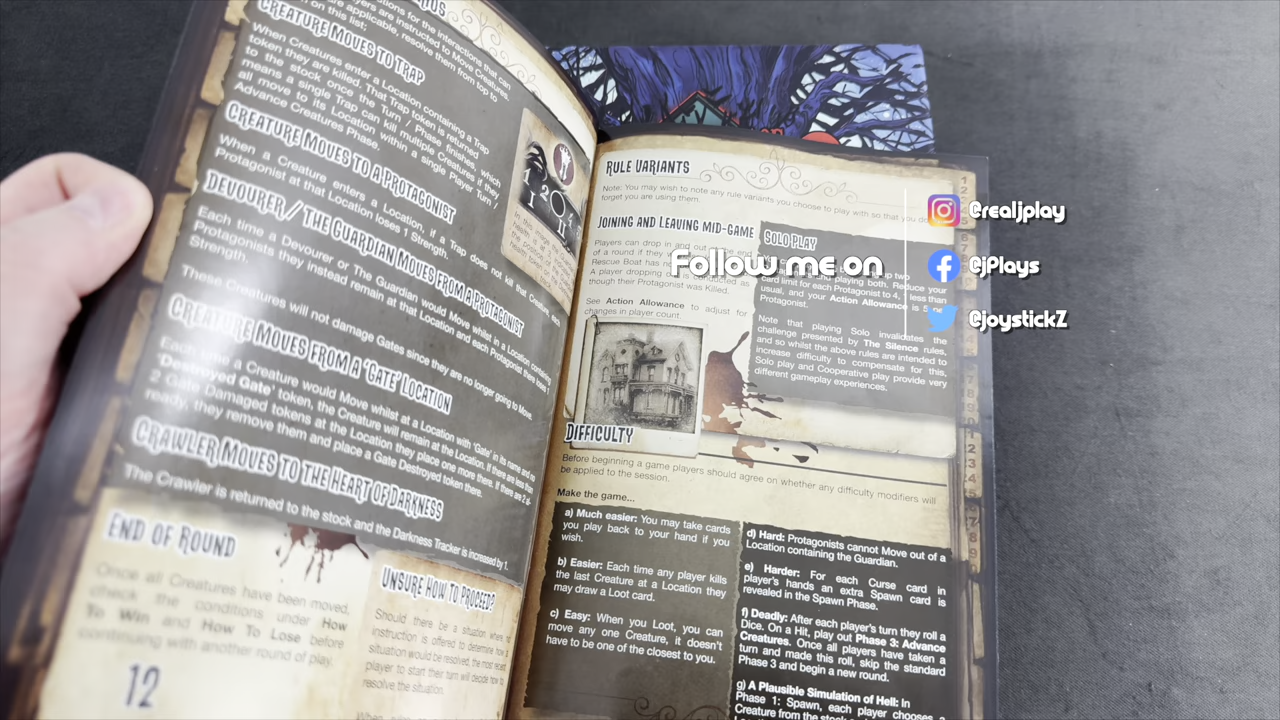 CREATURE MOVES TO TRAP
When Creatures enter a Location containing a Trap
token they are killed. That Trap token is returned
to the stock once the Turn / Phase finishes, which
means a single Trap can kill multiple Creatures if they
all move to its Location within a single Player Turn /
Advance Creatures Phase.
CREATURE MOVES TO A PROTAGONIST
When a Creature enters a Location, if a Trap does not kill that Creature, each
Protagonist at that Location loses 1 Strength.
DEVOURER / THE GUARDIAN MOVES FROM A PROTAGONIST
Each time a Devourer or The Guardian would Move whilst in a Location containing
Protagonists they instead remain at that Location and each Protagonist there loses
Strength.
These Creatures will not damage Gates since they are no longer going to Move.
CREATURE MOVES FROM A 'GATE' LOCATION
Each time a Creature would Move whilst at a Location with 'Gate' in its name and no
'Destroyed Gate' token, the Creature will remain at the Location. If there are less than
Gate Damaged tokens at the Location they place one more there. If there are 2 al-
ready, they remove them and place a Gate Destroyed token there.
CRAWLER MOVES TO THE HEART OF DARKNESS
The Crawler is returned to the stock and the Darkness Tracker is increased by 1.
END OF ROUND
Once all Creatures have been moved,
check the conditions under How
To Win and How To Lose before
continuing with another round of play.
12
UNSURE HOW TO PROCEED?
Should there be a situation where no
instruction is offered to determine how a
situation would be resolved, the most recent
player to start their turn will decide how to
resolve the situation.
RULE VARIANTS
Note: You may wish to note any rule variants you choose to play with so that you don't
forget you are using them.
JOINING AND LEAVING MID-GAME
Players can drop in and out at the end
of a round if they
Rescue Boat has no
A player dropping out is conducted as
though their Protagonist was Killed.
See Action Allowance to adjust for
changes in player count.
SOLO PLAY
up two
and playing both. Reduce your
card limit for each Protagonist to 4, 1 less than
usual, and your Action Allowance is 5 per
Protagonist.
Note that playing Solo invalidates the
challenge presented by The Silence rules,
and so whilst the above rules are intended to
increase difficulty to compensate for this,
Solo play and Cooperative play provide very
different gameplay experiences.
Follow me on
@realjplay
@jPlays
@joystickZ
DIFFICULTY
Before beginning a game players should agree on whether any difficulty modifiers will
be applied to the session.
Make the game...
a) Much easier: You may take cards
you play back to your hand if you
wish.
b) Easier: Each time any player kills
the last Creature at a Location they
may draw a Loot card.
c) Easy: When you Loot, you can
move any one Creature, it doesn't
have to be one of the closest to you.
d) Hard: Protagonists cannot Move out of a
Location containing the Guardian.
e) Harder: For each Curse card in
player's hands an extra Spawn card is
revealed in the Spawn Phase.
f) Deadly: After each player's turn they roll a
Dice. On a Hit, play out Phase 3: Advance
Creatures. Once all players have taken a
turn and made this roll, skip the standard
Phase 3 and begin a new round.
g) A Plausible Simulation of Hell: In
Phase 1: Spawn, each player chooses a
Creature from the stock